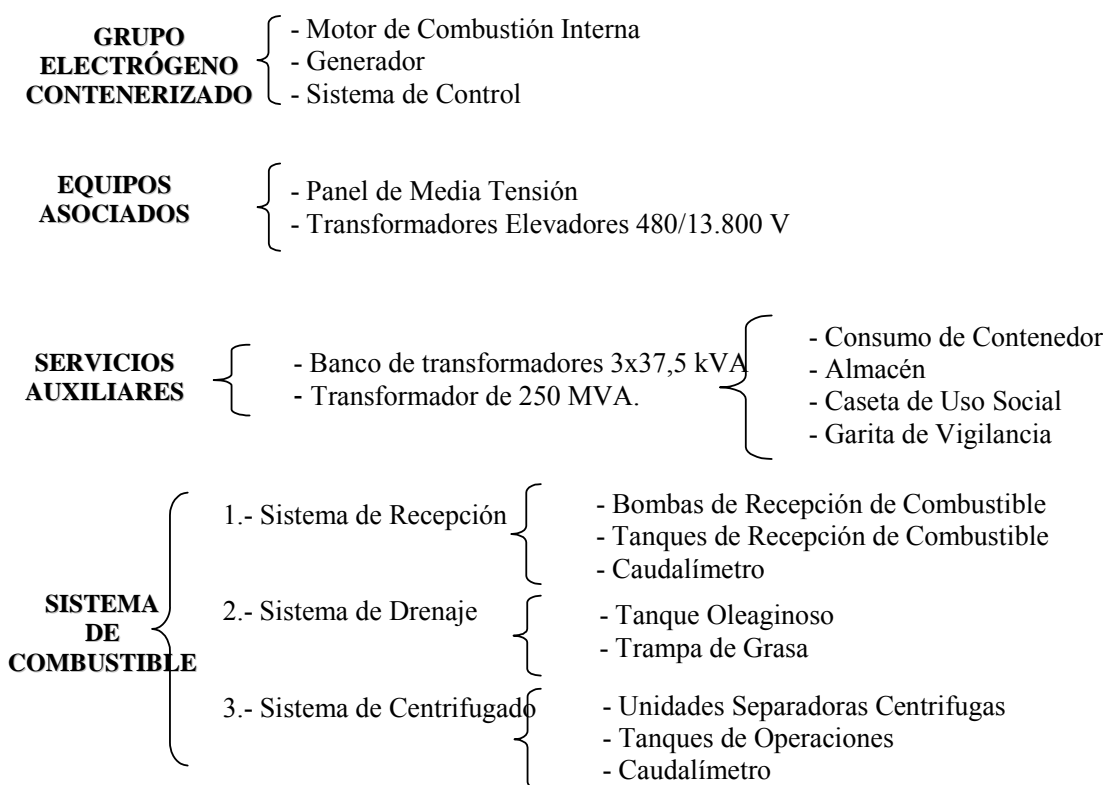 GRUPO
ELECTRÓGENO
CONTENERIZADO
- Motor de Combustión Interna
- Generador
- Sistema de Control
EQUIPOS
ASOCIADOS
- Panel de Media Tensión
- Transformadores Elevadores 480/13.800 V
SERVICIOS
AUXILIARES
- Banco de transformadores 3x37,5 kVA
- Transformador de 250 MVA.
- Consumo de Contenedor
- Almacén
- Caseta de Uso Social
- Garita de Vigilancia
SISTEMA
DE
COMBUSTIBLE
1.- Sistema de Recepción
- Bombas de Recepción de Combustible
- Tanques de Recepción de Combustible
- Caudalímetro
2.- Sistema de Drenaje
- Tanque Oleaginoso
- Trampa de Grasa
3.- Sistema de Centrifugado
- Unidades Separadoras Centrifugas
- Tanques de Operaciones
- Caudalímetro